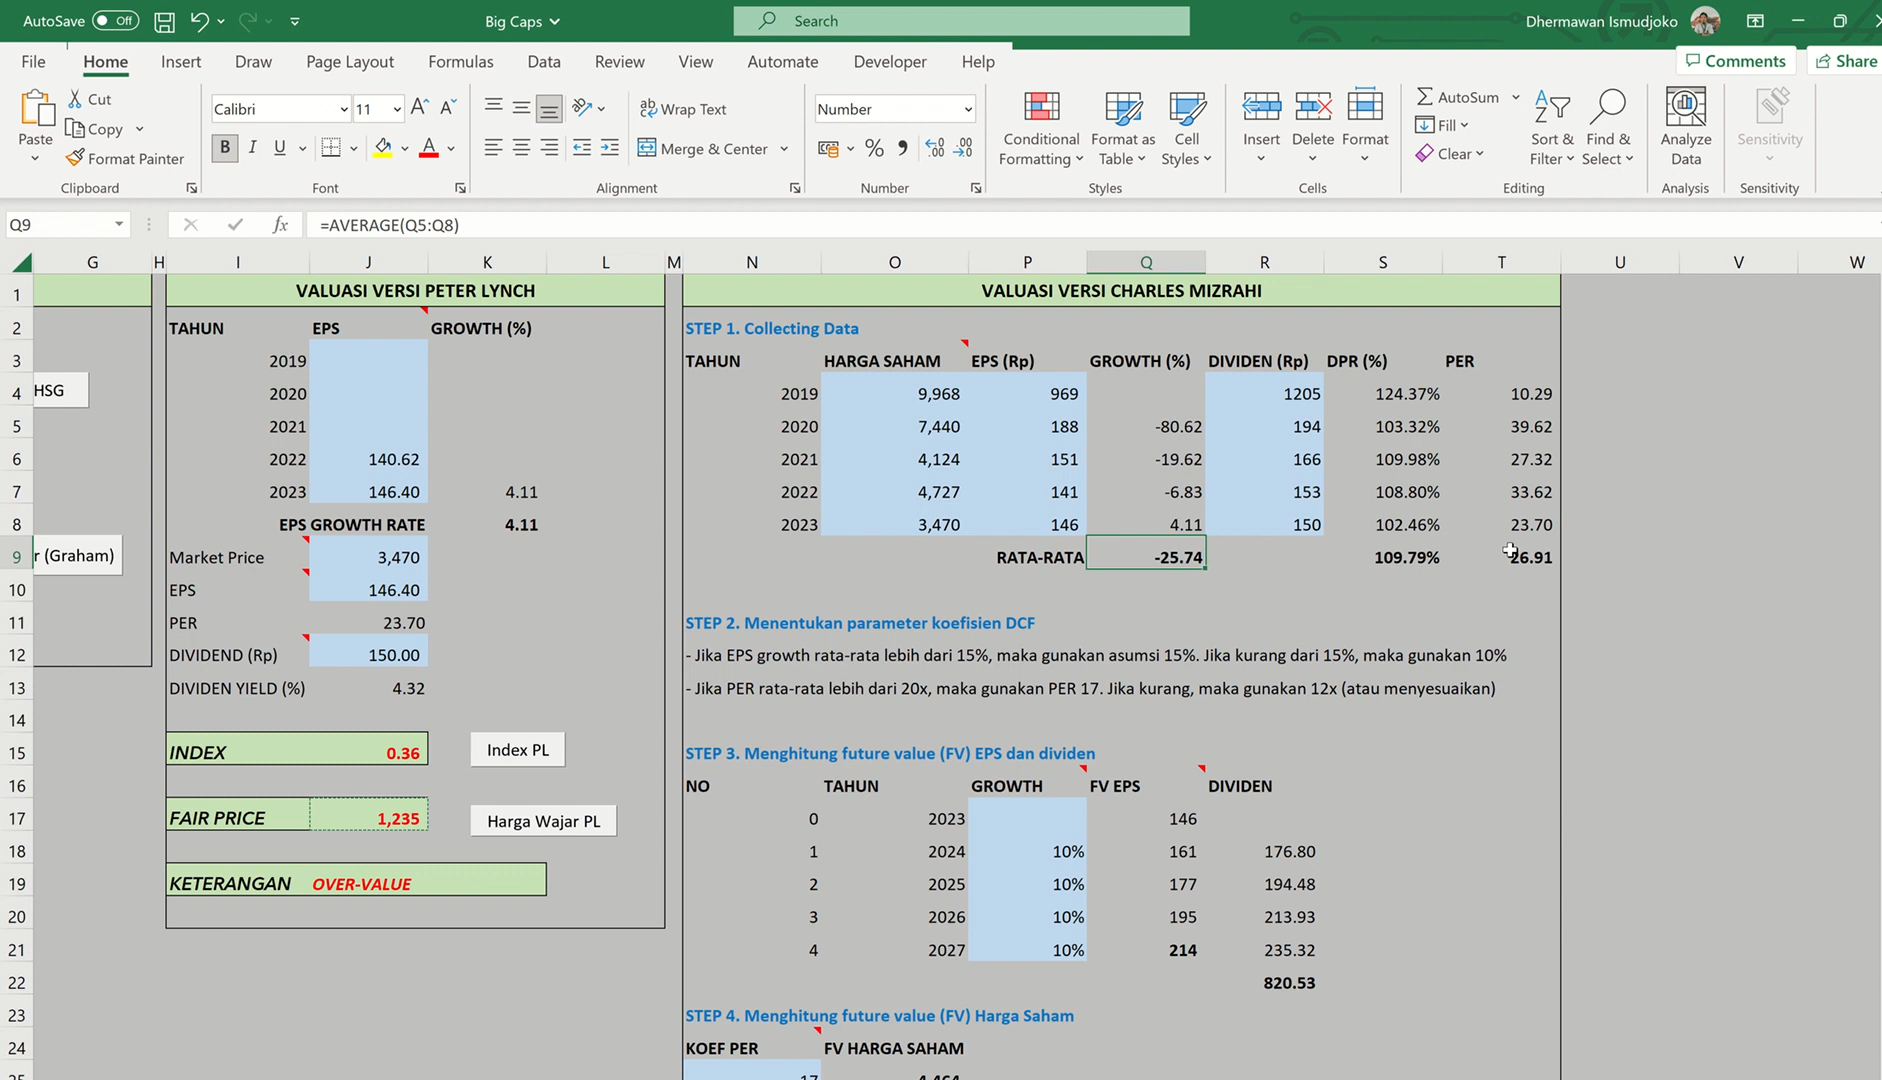 AutoSave Off Big Caps Search Dhermawan Ismudjoko
File Home Insert Draw Page Layout Formulas Data Review View Automate Developer Help Comments Share
Paste Cut Copy Format Painter Clipboard
Calibri 11 B I U A Font
Wrap Text Merge & Center Alignment
Number % Number
Conditional Formatting Format as Table Cell Styles Styles
Insert Delete Format Cells
AutoSum Fill Clear Sort & Filter Find & Select Editing
Analyze Data Analysis
Sensitivity Sensitivity
Q9 fx =AVERAGE(Q5:Q8)
G H I J K L M N O P Q R S T U V W
1 VALUASI VERSI PETER LYNCH VALUASI VERSI CHARLES MIZRAHI
2 TAHUN EPS GROWTH (%) STEP 1. Collecting Data
3 2019 TAHUN HARGA SAHAM EPS (Rp) GROWTH (%) DIVIDEN (Rp) DPR (%) PER
4 HSG 2020 2019 9,968 969 1205 124.37% 10.29
5 2021 2020 7,440 188 -80.62 194 103.32% 39.62
6 2022 140.62 2021 4,124 151 -19.62 166 109.98% 27.32
7 2023 146.40 4.11 2022 4,727 141 -6.83 153 108.80% 33.62
8 EPS GROWTH RATE 4.11 2023 3,470 146 4.11 150 102.46% 23.70
9 r (Graham) Market Price 3,470 RATA-RATA -25.74 109.79% 26.91
10 EPS 146.40
11 PER 23.70 STEP 2. Menentukan parameter koefisien DCF
12 DIVIDEND (Rp) 150.00 - Jika EPS growth rata-rata lebih dari 15%, maka gunakan asumsi 15%. Jika kurang dari 15%, maka gunakan 10%
13 DIVIDEN YIELD (%) 4.32 - Jika PER rata-rata lebih dari 20x, maka gunakan PER 17. Jika kurang, maka gunakan 12x (atau menyesuaikan)
14
15 INDEX 0.36 Index PL STEP 3. Menghitung future value (FV) EPS dan dividen
16 NO TAHUN GROWTH FV EPS DIVIDEN
17 FAIR PRICE 1,235 Harga Wajar PL 0 2023 146
18 1 2024 10% 161 176.80
19 KETERANGAN OVER-VALUE 2 2025 10% 177 194.48
20 3 2026 10% 195 213.93
21 4 2027 10% 214 235.32
22 820.53
23 STEP 4. Menghitung future value (FV) Harga Saham
24 KOEF PER FV HARGA SAHAM
25 17 4,464